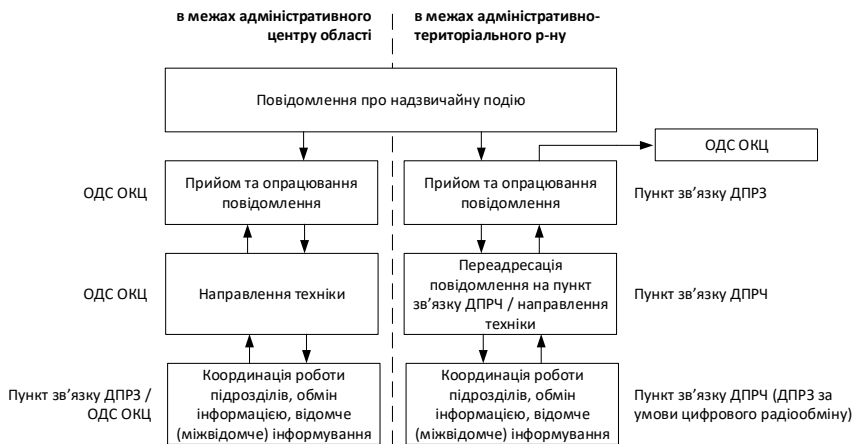 в межах адміністративного
центру області
в межах адміністративно-
територіального р-ну
Повідомлення про надзвичайну подію
ОДС ОКЦ
ОДС ОКЦ
Прийом та опрацювання
повідомлення
Прийом та опрацювання
повідомлення
Пункт зв’язку ДПРЗ
ОДС ОКЦ
Направлення техніки
Переадресація
повідомлення на пункт
зв’язку ДПРЧ / направлення
техніки
Пункт зв’язку ДПРЧ
Пункт зв’язку ДПРЗ /
ОДС ОКЦ
Координація роботи
підрозділів, обмін
інформацією, відомче
(міжвідомче) інформування
Координація роботи
підрозділів, обмін
інформацією, відомче
(міжвідомче) інформування
Пункт зв’язку ДПРЧ (ДПРЗ за
умови цифрового радіообміну)